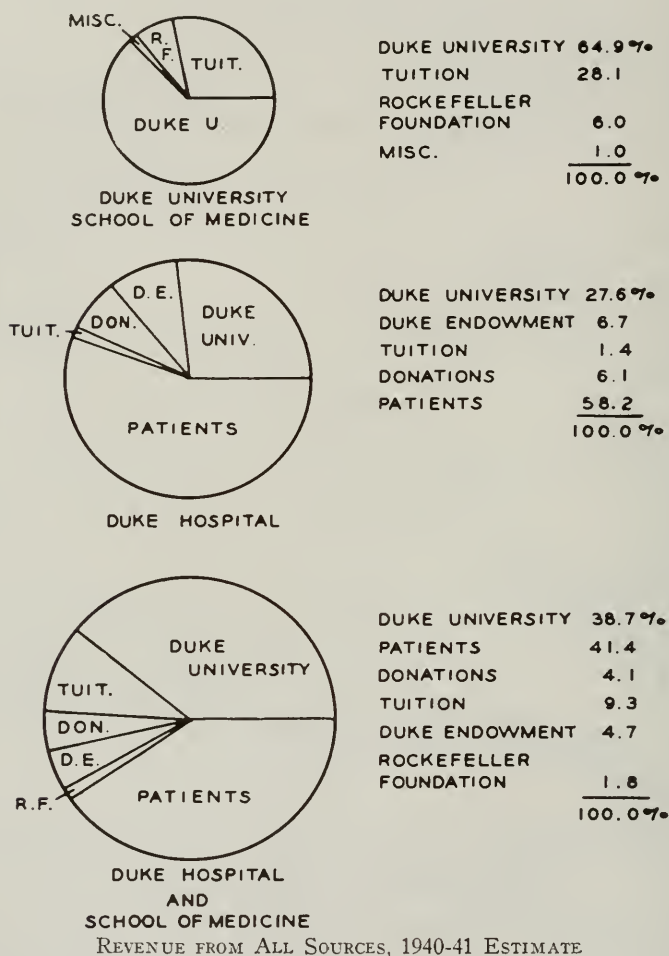 MISC.
R.
F.
TUIT.
DUKE U
DUKE UNIVERSITY
SCHOOL OF MEDICINE
DUKE UNIVERSITY 64.9%
TUITION 28.1
ROCKEFELLER
FOUNDATION 6.0
MISC. 1.0
100.0%
D.E.
DUKE
UNIV.
DON.
TUIT.
PATIENTS
DUKE HOSPITAL
DUKE UNIVERSITY 27.6%
DUKE ENDOWMENT 6.7
TUITION 1.4
DONATIONS 6.1
PATIENTS 58.2
100.0%
DUKE
UNIVERSITY
TUIT.
DON.
D.E.
R.F.
PATIENTS
DUKE HOSPITAL
AND
SCHOOL OF MEDICINE
DUKE UNIVERSITY 38.7%
PATIENTS 41.4
DONATIONS 4.1
TUITION 9.3
DUKE ENDOWMENT 4.7
ROCKEFELLER
FOUNDATION 1.8
100.0%
REVENUE FROM ALL SOURCES, 1940-41 ESTIMATE